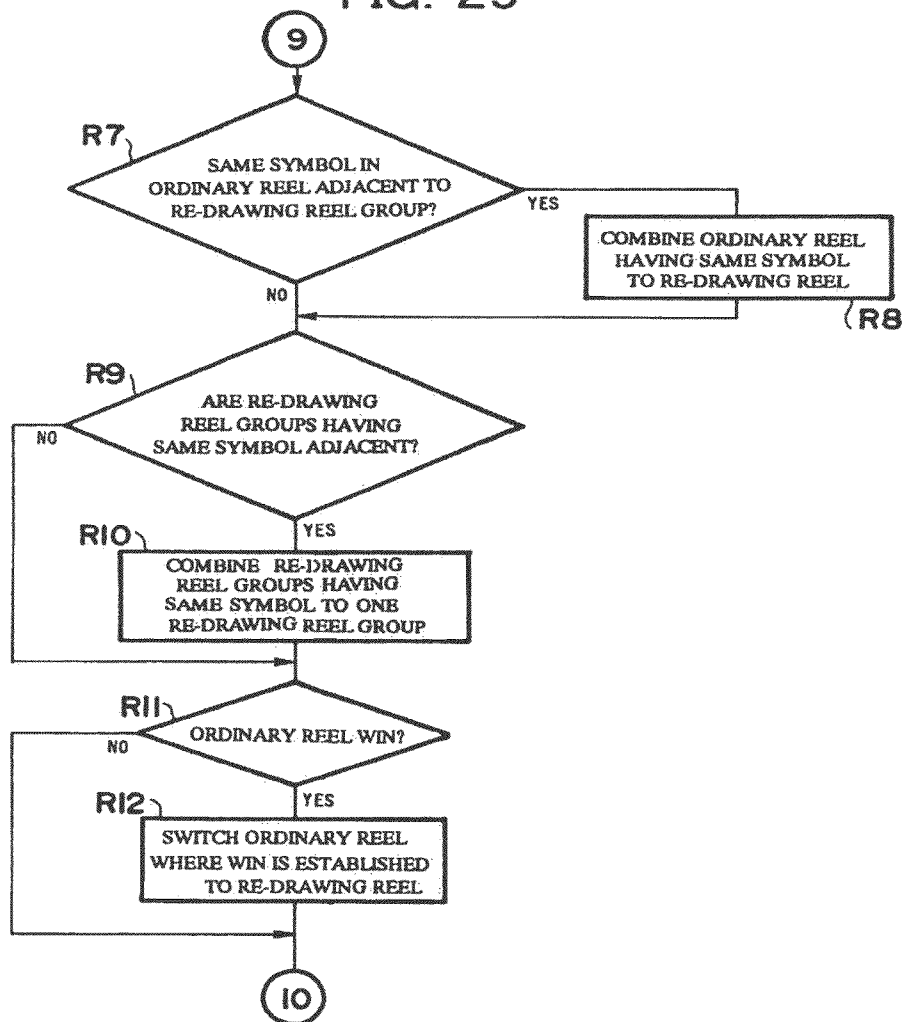 9
R7
SAME SYMBOL IN
ORDINARY REEL ADJACENT TO
RE-DRAWING REEL GROUP?
YES
COMBINE ORDINARY REEL
HAVING SAME SYMBOL
TO RE-DRAWING REEL
R8
NO
R9
ARE RE-DRAWING
REEL GROUPS HAVING
SAME SYMBOL ADJACENT?
NO
YES
R10
COMBINE RE-DRAWING
REEL GROUPS HAVING
SAME SYMBOL TO ONE
RE-DRAWING REEL GROUP
R11
ORDINARY REEL WIN?
NO
YES
R12
SWITCH ORDINARY REEL
WHERE WIN IS ESTABLISHED
TO RE-DRAWING REEL
10